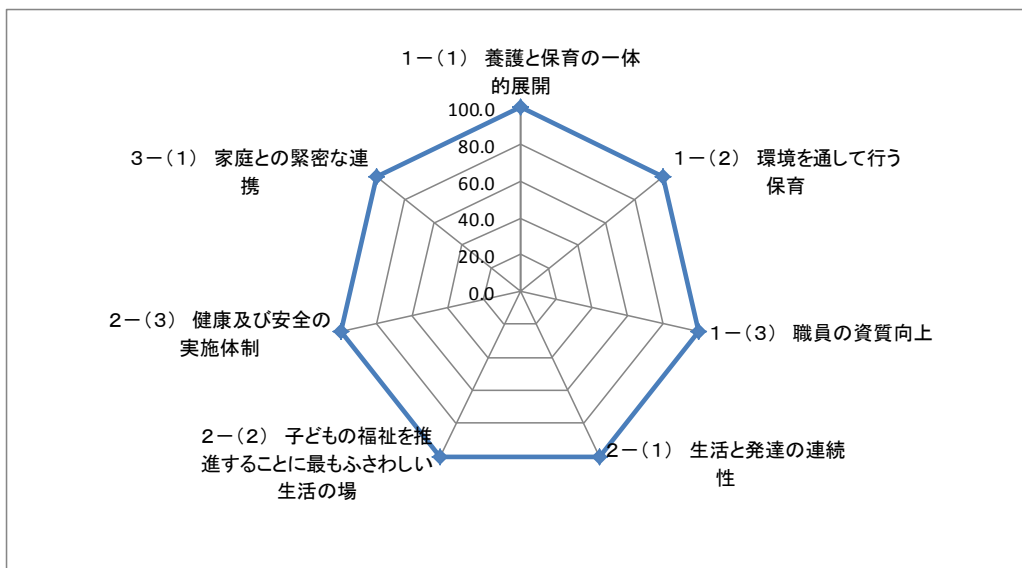 1－(1)　養護と保育の一体
的展開
100.0
80.0
60.0
40.0
20.0
0.0
1－(2)　環境を通して行う
保育
1－(3)　職員の資質向上
2－(1)　生活と発達の連続
性
2－(2)　子どもの福祉を推
進することに最もふさわしい
生活の場
2－(3)　健康及び安全の
実施体制
3－(1)　家庭との緊密な連
携